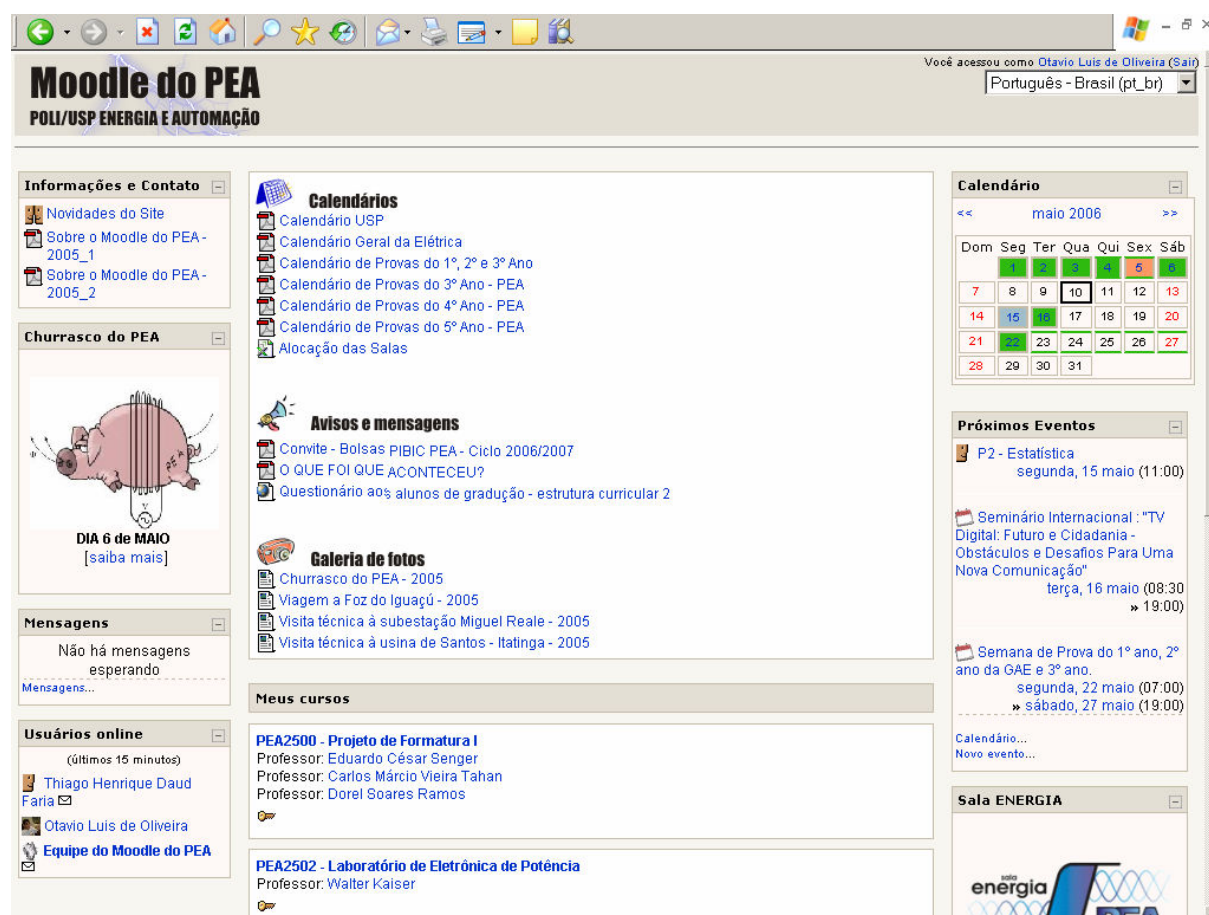 Você acessou como Otavio Luis de Oliveira (Sair)
Moodle do PEA
POLI/USP ENERGIA E AUTOMAÇÃO
Português - Brasil (pt_br)
Informações e Contato
Novidades do Site
Sobre o Moodle do PEA -
2005_1
Sobre o Moodle do PEA -
2005_2
Churrasco do PEA
PEA
V
DIA 6 de MAIO
[saiba mais]
Mensagens
Não há mensagens
esperando
Mensagens...
Usuários online
(últimos 15 minutos)
Thiago Henrique Daud
Faria
Otavio Luis de Oliveira
Equipe do Moodle do PEA
Calendários
Calendário USP
Calendário Geral da Elétrica
Calendário de Provas do 1º, 2º e 3º Ano
Calendário de Provas do 3º Ano - PEA
Calendário de Provas do 4º Ano - PEA
Calendário de Provas do 5º Ano - PEA
Alocação das Salas
Avisos e mensagens
Convite - Bolsas PIBIC PEA - Ciclo 2006/2007
O QUE FOI QUE ACONTECEU?
Questionário aos alunos de gradução - estrutura curricular 2
Galeria de fotos
Churrasco do PEA - 2005
Viagem a Foz do Iguaçú - 2005
Visita técnica à subestação Miguel Reale - 2005
Visita técnica à usina de Santos - Itatinga - 2005
Meus cursos
PEA2500 - Projeto de Formatura I
Professor: Eduardo César Senger
Professor: Carlos Márcio Vieira Tahan
Professor: Dorel Soares Ramos
PEA2502 - Laboratório de Eletrônica de Potência
Professor: Walter Kaiser
Calendário
<< maio 2006 >>
Dom Seg Ter Qua Qui Sex Sáb
1 2 3 4 5 6
7 8 9 10 11 12 13
14 15 16 17 18 19 20
21 22 23 24 25 26 27
28 29 30 31
Próximos Eventos
P2 - Estatística
segunda, 15 maio (11:00)
Seminário Internacional : "TV
Digital: Futuro e Cidadania -
Obstáculos e Desafios Para Uma
Nova Comunicação"
terça, 16 maio (08:30
» 19:00)
Semana de Prova do 1º ano, 2º
ano da GAE e 3º ano.
segunda, 22 maio (07:00)
» sábado, 27 maio (19:00)
Calendário...
Novo evento...
Sala ENERGIA
sala
energia
PEA